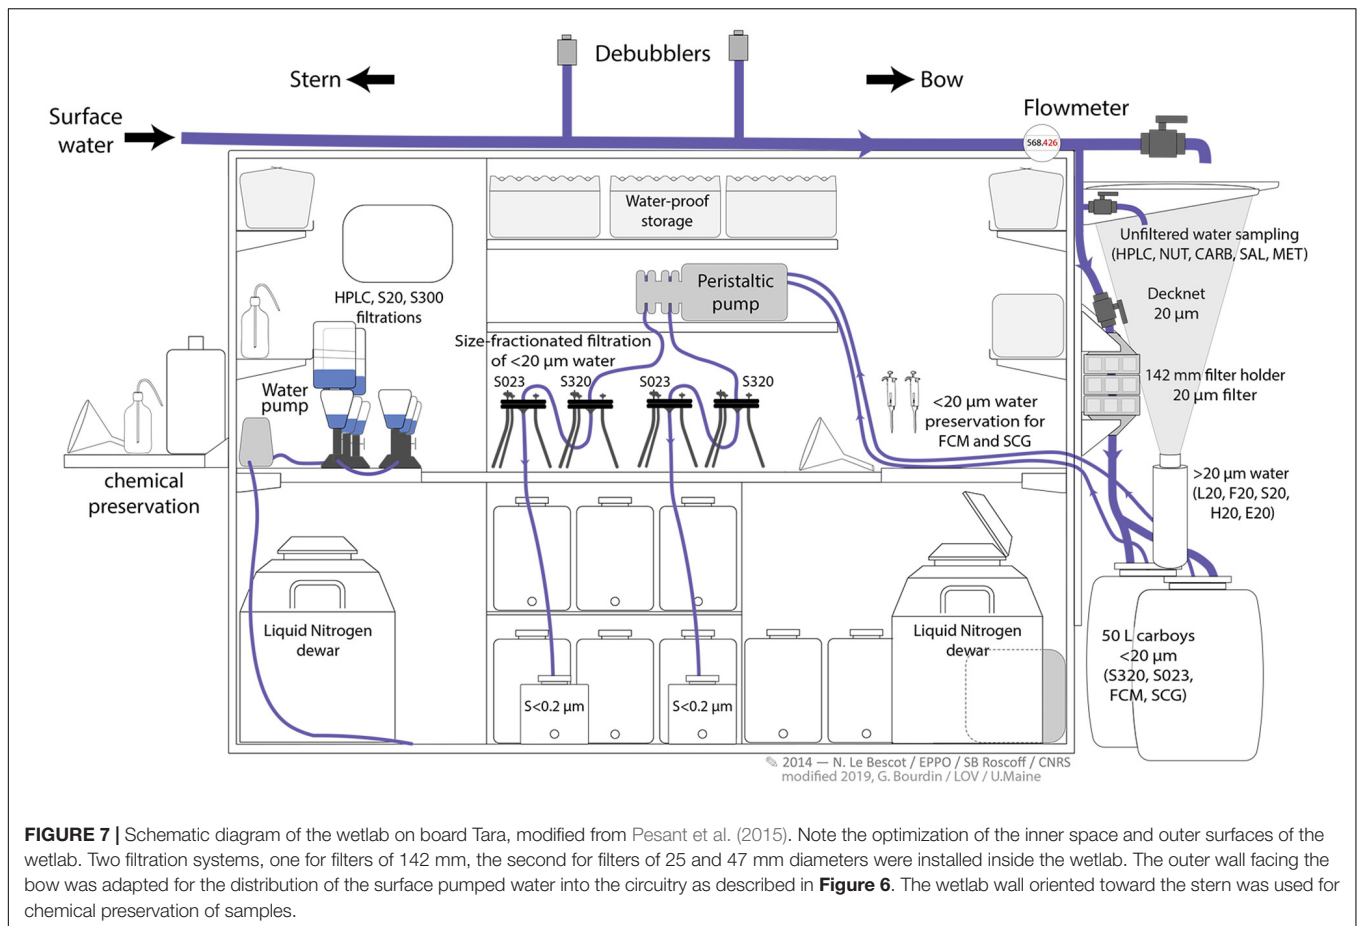 Debubblers
Stern
Bow
Surface
water
Flowmeter
568.426
Water-proof
storage
Unfiltered water sampling
(HPLC, NUT, CARB, SAL, MET)
Peristaltic
pump
Decknet
20 µm
HPLC, S20, S300
filtrations
Size-fractionated filtration
of <20 µm water
S023
S320
S023
S320
Water
pump
142 mm filter holder
20 µm filter
<20 µm water
preservation for
FCM and SCG
chemical
preservation
>20 µm water
(L20, F20, S20,
H20, E20)
Liquid Nitrogen
dewar
Liquid Nitrogen
dewar
50 L carboys
<20 µm
(S320, S023,
FCM, SCG)
S<0.2 µm
S<0.2 µm
✎ 2014 — N. Le Bescot / EPPO / SB Roscoff / CNRS
modified 2019, G. Bourdin / LOV / U.Maine
FIGURE 7 | Schematic diagram of the wetlab on board Tara, modified from Pesant et al. (2015). Note the optimization of the inner space and outer surfaces of the
wetlab. Two filtration systems, one for filters of 142 mm, the second for filters of 25 and 47 mm diameters were installed inside the wetlab. The outer wall facing the
bow was adapted for the distribution of the surface pumped water into the circuitry as described in Figure 6. The wetlab wall oriented toward the stern was used for
chemical preservation of samples.